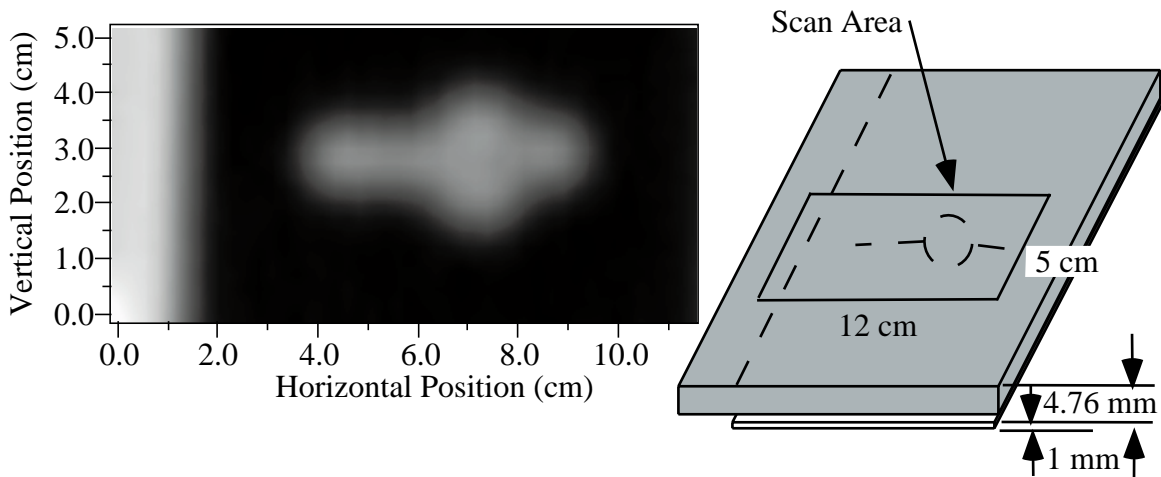 Scan Area
5.0
4.0
3.0
2.0
1.0
0.0
Vertical Position (cm)
0.0 2.0 4.0 6.0 8.0 10.0
Horizontal Position (cm)
5 cm
12 cm
4.76 mm
1 mm